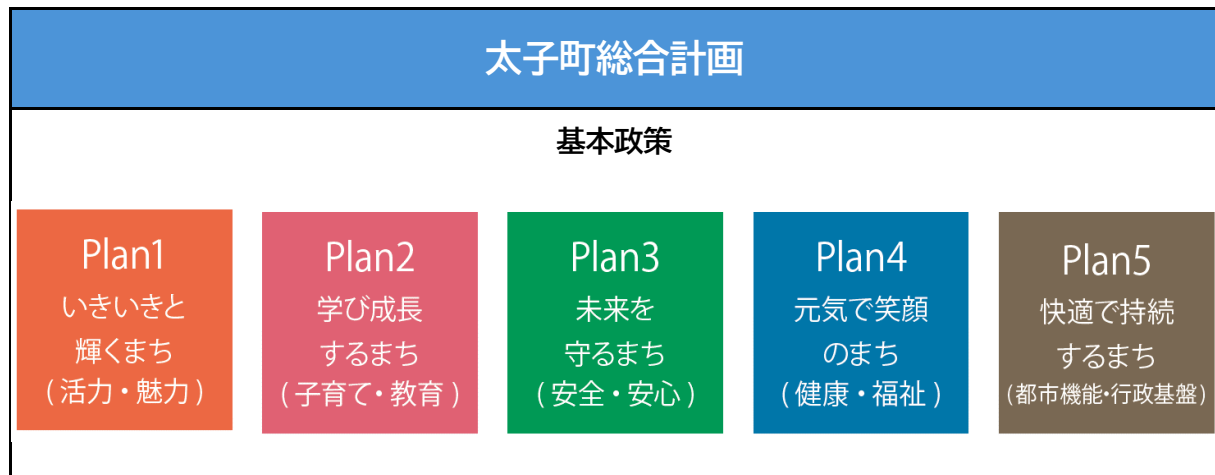 太子町総合計画
基本政策
Plan1
いきいきと
輝くまち
(活力・魅力)
Plan2
学び成長
するまち
(子育て・教育)
Plan3
未来を
守るまち
(安全・安心)
Plan4
元気で笑顔
のまち
(健康・福祉)
Plan5
快適で持続
するまち
(都市機能・行政基盤)